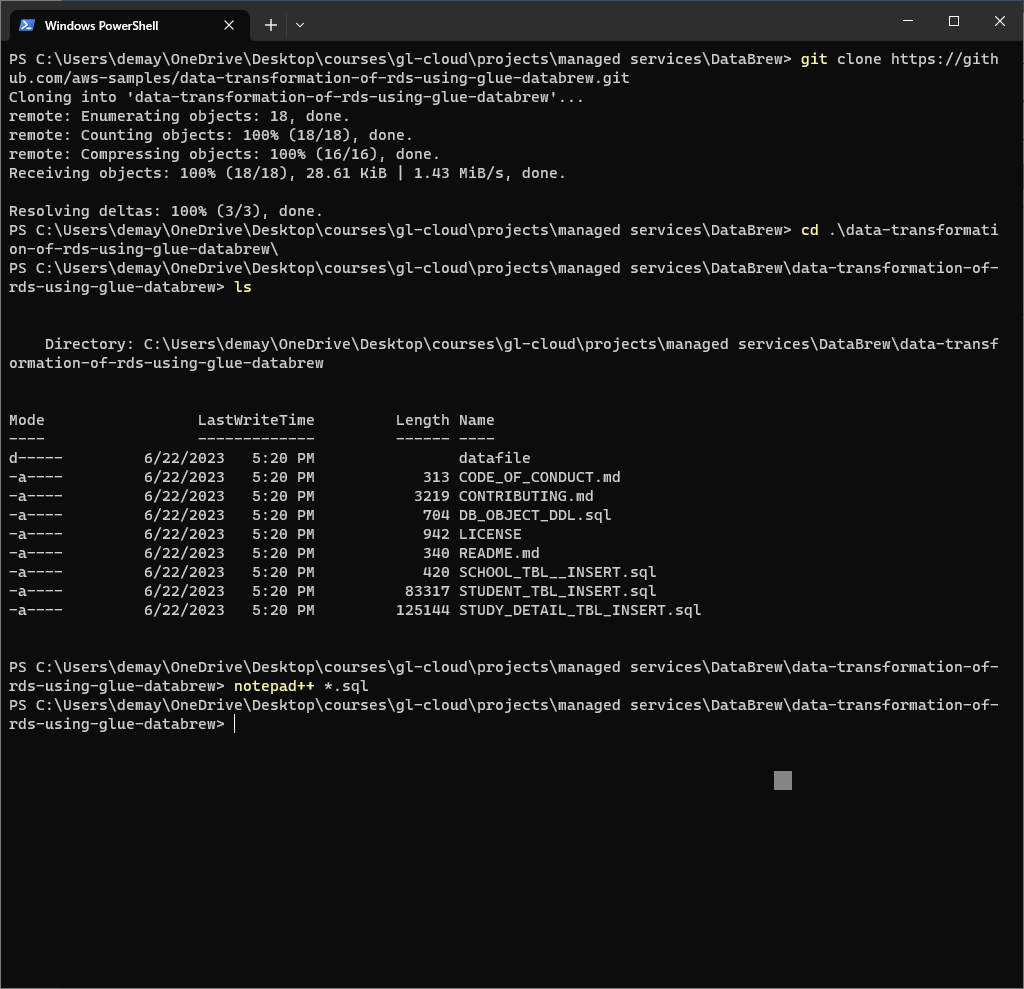 Windows PowerShell
PS C:\Users\demay\OneDrive\Desktop\courses\gl-cloud\projects\managed services\DataBrew> git clone https://gith
ub.com/aws-samples/data-transformation-of-rds-using-glue-databrew.git
Cloning into 'data-transformation-of-rds-using-glue-databrew'...
remote: Enumerating objects: 18, done.
remote: Counting objects: 100% (18/18), done.
remote: Compressing objects: 100% (16/16), done.
Receiving objects: 100% (18/18), 28.61 KiB | 1.43 MiB/s, done.
Resolving deltas: 100% (3/3), done.
PS C:\Users\demay\OneDrive\Desktop\courses\gl-cloud\projects\managed services\DataBrew> cd .\data-transformati
on-of-rds-using-glue-databrew\
PS C:\Users\demay\OneDrive\Desktop\courses\gl-cloud\projects\managed services\DataBrew\data-transformation-of-
rds-using-glue-databrew> ls
    Directory: C:\Users\demay\OneDrive\Desktop\courses\gl-cloud\projects\managed services\DataBrew\data-transf
ormation-of-rds-using-glue-databrew
Mode                 LastWriteTime         Length Name
----                 -------------         ------ ----
d-----         6/22/2023   5:20 PM                datafile
-a----         6/22/2023   5:20 PM            313 CODE_OF_CONDUCT.md
-a----         6/22/2023   5:20 PM           3219 CONTRIBUTING.md
-a----         6/22/2023   5:20 PM            704 DB_OBJECT_DDL.sql
-a----         6/22/2023   5:20 PM            942 LICENSE
-a----         6/22/2023   5:20 PM            340 README.md
-a----         6/22/2023   5:20 PM            420 SCHOOL_TBL__INSERT.sql
-a----         6/22/2023   5:20 PM          83317 STUDENT_TBL_INSERT.sql
-a----         6/22/2023   5:20 PM         125144 STUDY_DETAIL_TBL_INSERT.sql
PS C:\Users\demay\OneDrive\Desktop\courses\gl-cloud\projects\managed services\DataBrew\data-transformation-of-
rds-using-glue-databrew> notepad++ *.sql
PS C:\Users\demay\OneDrive\Desktop\courses\gl-cloud\projects\managed services\DataBrew\data-transformation-of-
rds-using-glue-databrew>